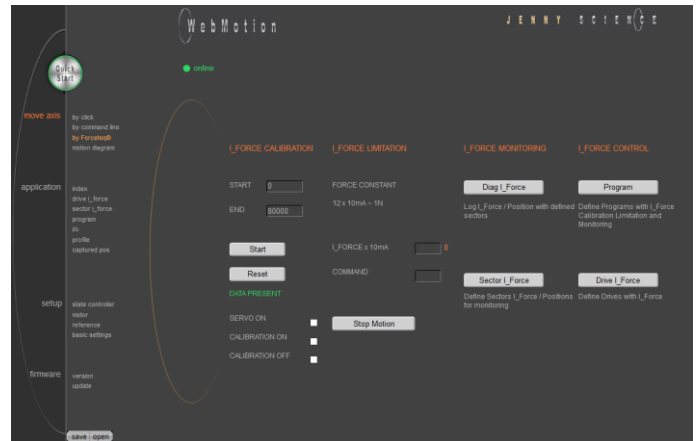 WebMotion
JENNY SCIENCE
Quick
Start
online
move axis
by click
by command line
by Forceteq®
motion diagram
application
index
drive i_force
sector i_force
program
i/o
profile
captured pos
setup
state controller
motor
reference
basic settings
firmware
version
update
save open
I_FORCE CALIBRATION
START 0
END 80000
Start
Reset
DATA PRESENT
SERVO ON
CALIBRATION ON
CALIBRATION OFF
I_FORCE LIMITATION
FORCE CONSTANT
12 x 10mA ~ 1N
I_FORCE x 10mA 0
COMMAND
Stop Motion
I_FORCE MONITORING
Diag I_Force
Log I_Force / Position with defined
sectors
Sector I_Force
Define Sectors I_Force / Positions
for monitoring
I_FORCE CONTROL
Program
Define Programs with I_Force
Calibration Limitation and
Monitoring
Drive I_Force
Define Drives with I_Force